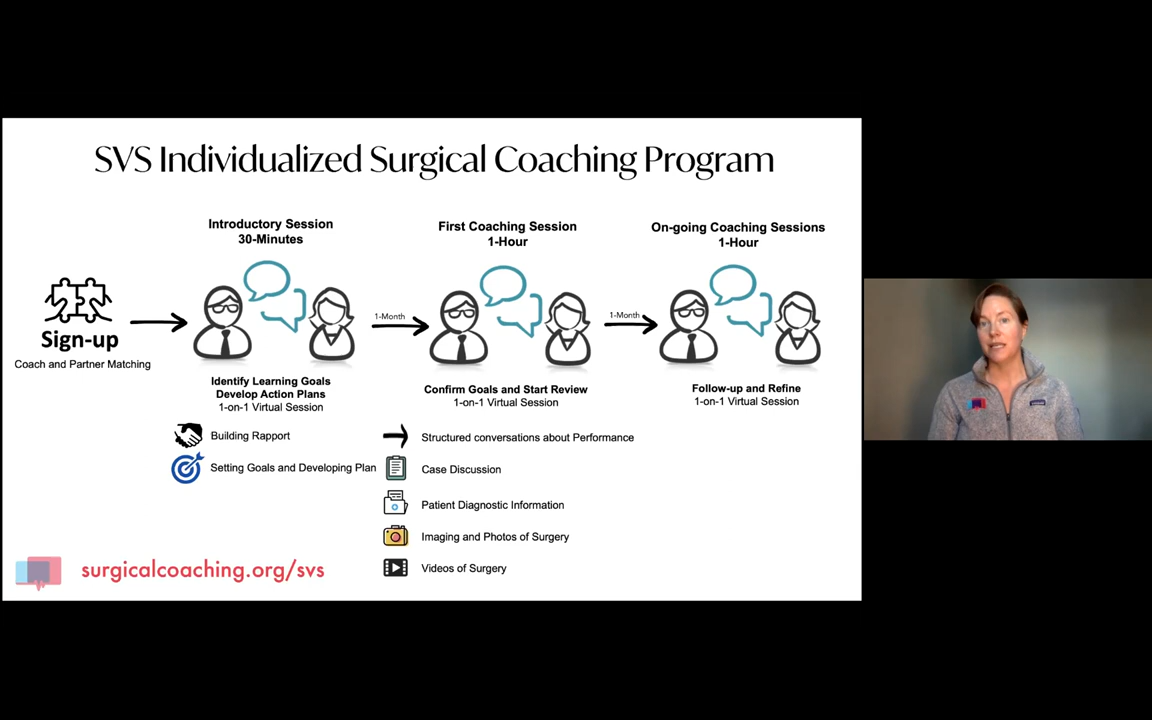 SVS Individualized Surgical Coaching Program
Sign-up
Coach and Partner Matching
Introductory Session
30-Minutes
Identify Learning Goals
Develop Action Plans
1-on-1 Virtual Session
Building Rapport
Setting Goals and Developing Plan
1-Month
First Coaching Session
1-Hour
Confirm Goals and Start Review
1-on-1 Virtual Session
Structured conversations about Performance
Case Discussion
Patient Diagnostic Information
Imaging and Photos of Surgery
Videos of Surgery
1-Month
On-going Coaching Sessions
1-Hour
Follow-up and Refine
1-on-1 Virtual Session
surgicalcoaching.org/svs